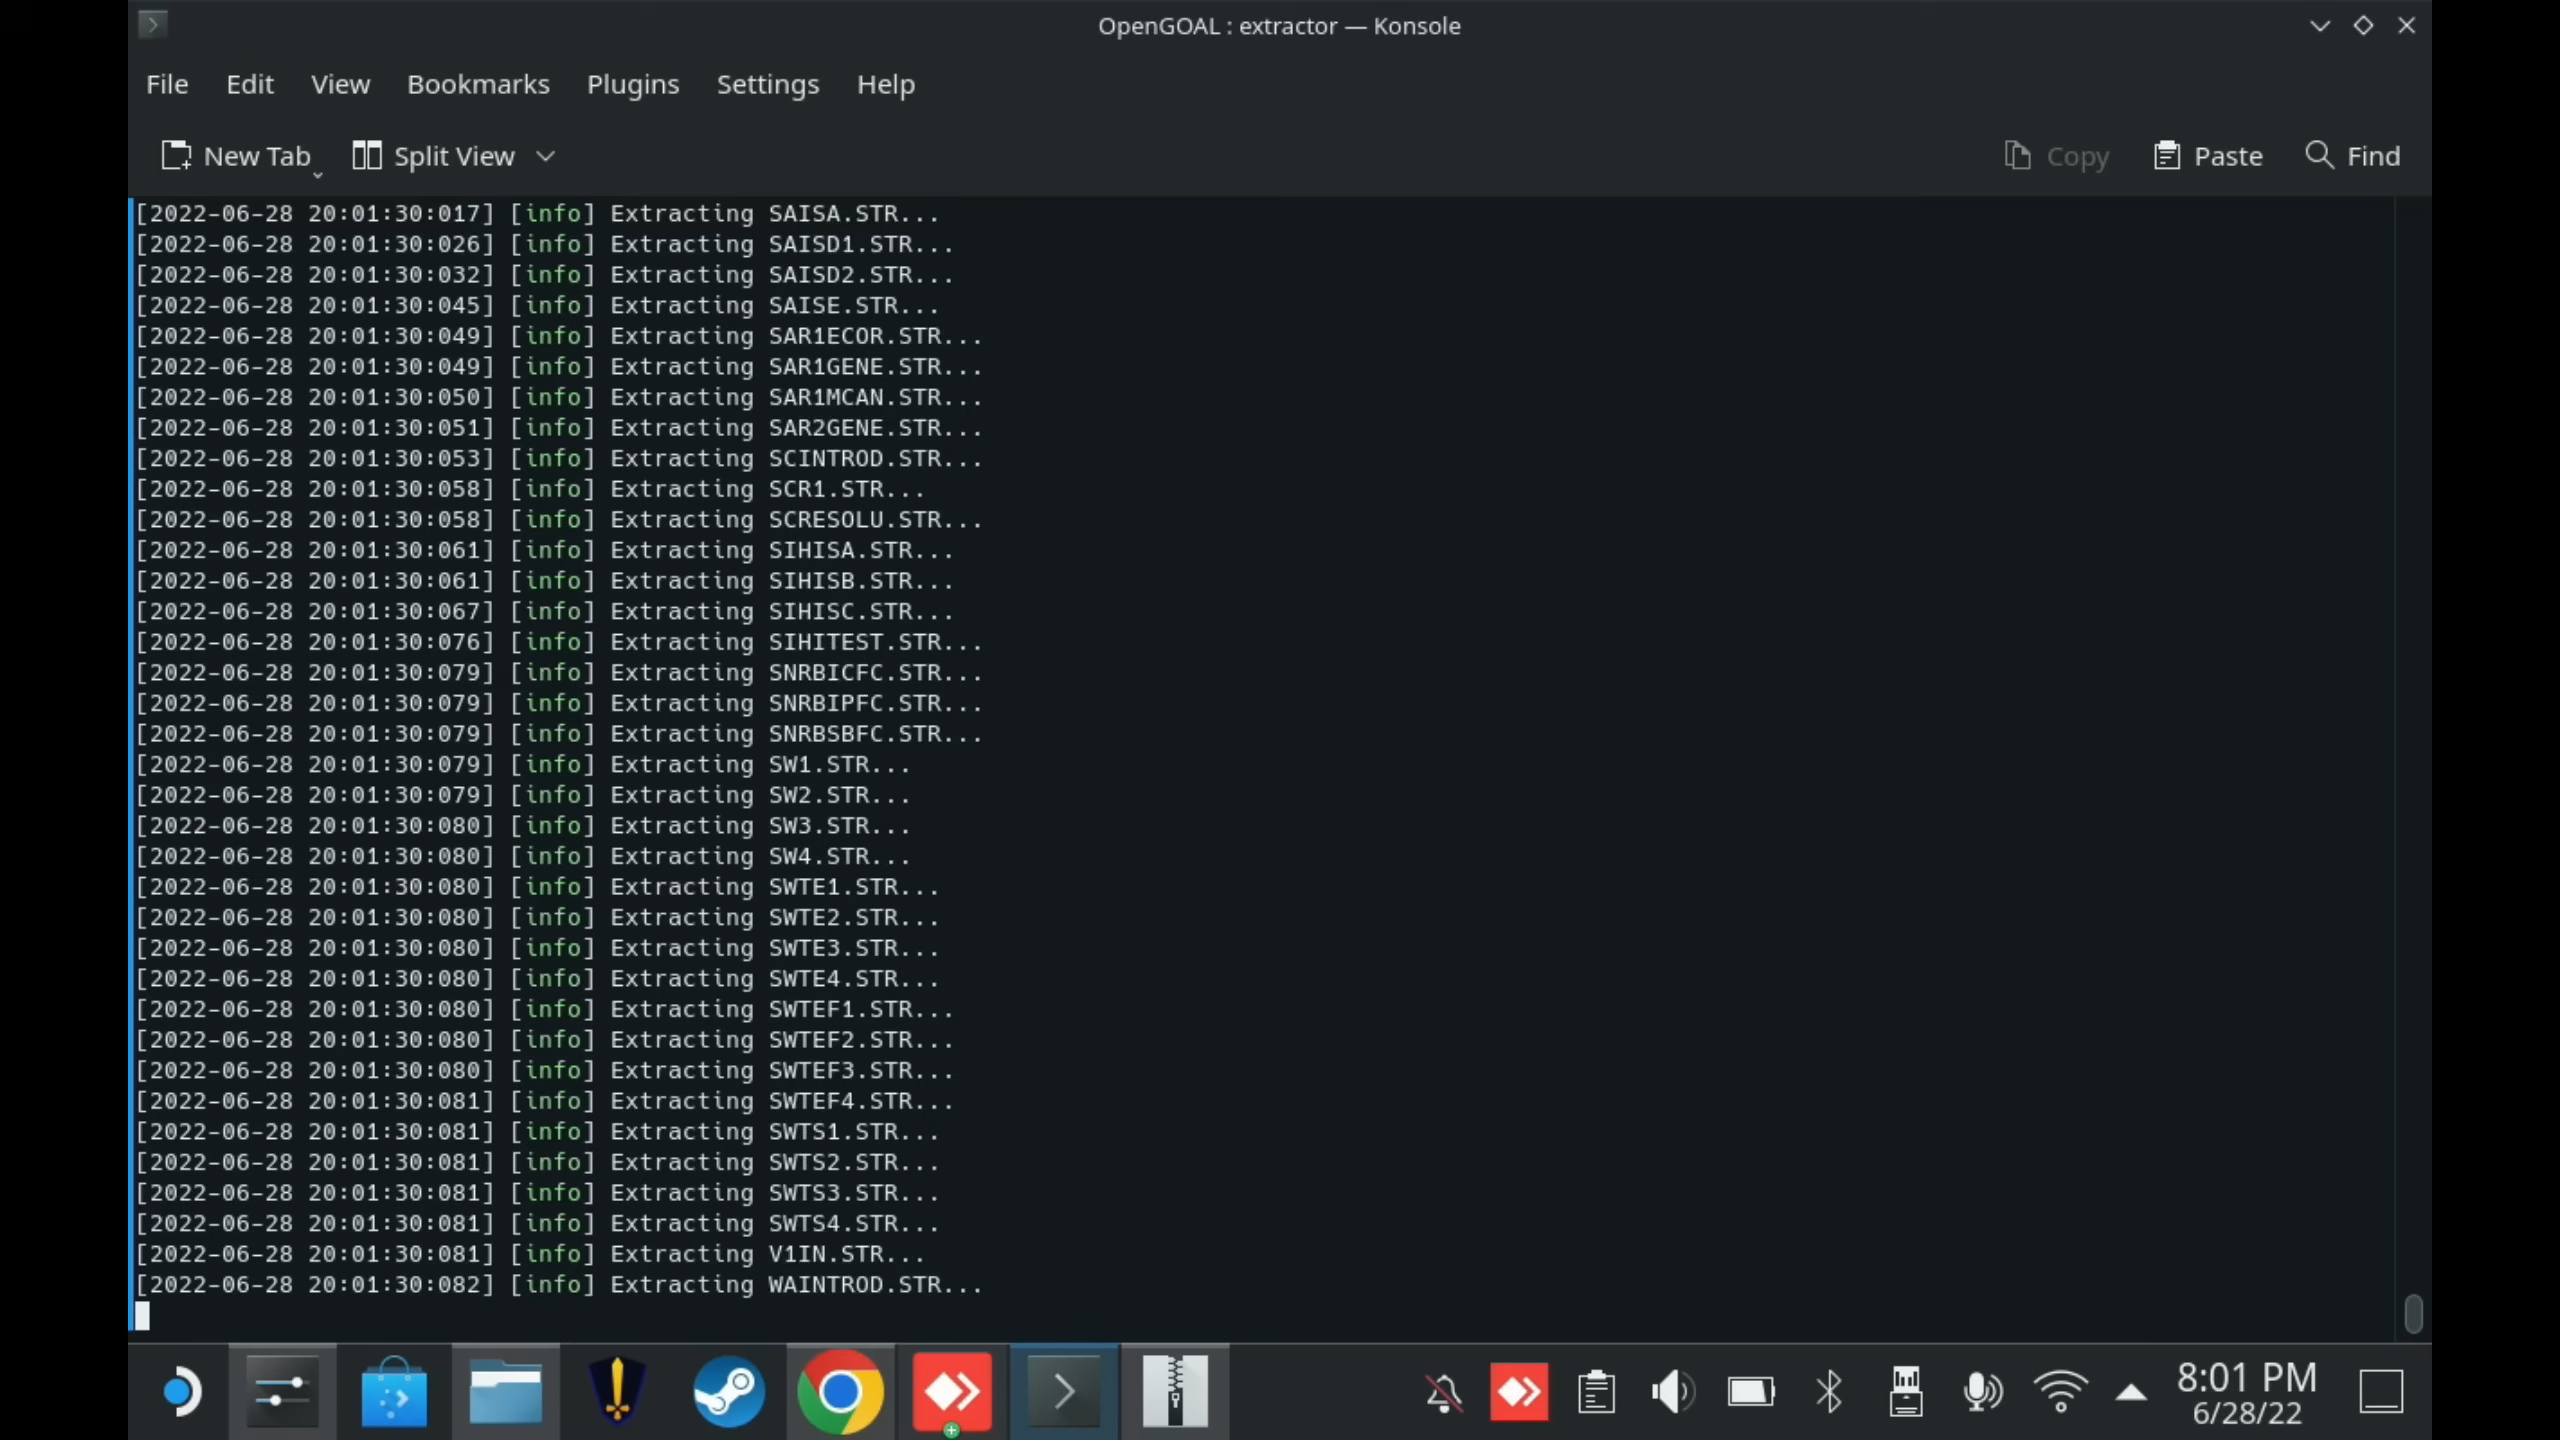 OpenGOAL : extractor — Konsole
File Edit View Bookmarks Plugins Settings Help
New Tab Split View Copy Paste Find
[2022-06-28 20:01:30:017] [info] Extracting SAISA.STR...
[2022-06-28 20:01:30:026] [info] Extracting SAISD1.STR...
[2022-06-28 20:01:30:032] [info] Extracting SAISD2.STR...
[2022-06-28 20:01:30:045] [info] Extracting SAISE.STR...
[2022-06-28 20:01:30:049] [info] Extracting SAR1ECOR.STR...
[2022-06-28 20:01:30:049] [info] Extracting SAR1GENE.STR...
[2022-06-28 20:01:30:050] [info] Extracting SAR1MCAN.STR...
[2022-06-28 20:01:30:051] [info] Extracting SAR2GENE.STR...
[2022-06-28 20:01:30:053] [info] Extracting SCINTROD.STR...
[2022-06-28 20:01:30:058] [info] Extracting SCR1.STR...
[2022-06-28 20:01:30:058] [info] Extracting SCRESOLU.STR...
[2022-06-28 20:01:30:061] [info] Extracting SIHISA.STR...
[2022-06-28 20:01:30:061] [info] Extracting SIHISB.STR...
[2022-06-28 20:01:30:067] [info] Extracting SIHISC.STR...
[2022-06-28 20:01:30:076] [info] Extracting SIHITEST.STR...
[2022-06-28 20:01:30:079] [info] Extracting SNRBICFC.STR...
[2022-06-28 20:01:30:079] [info] Extracting SNRBIPFC.STR...
[2022-06-28 20:01:30:079] [info] Extracting SNRBSBFC.STR...
[2022-06-28 20:01:30:079] [info] Extracting SW1.STR...
[2022-06-28 20:01:30:079] [info] Extracting SW2.STR...
[2022-06-28 20:01:30:080] [info] Extracting SW3.STR...
[2022-06-28 20:01:30:080] [info] Extracting SW4.STR...
[2022-06-28 20:01:30:080] [info] Extracting SWTE1.STR...
[2022-06-28 20:01:30:080] [info] Extracting SWTE2.STR...
[2022-06-28 20:01:30:080] [info] Extracting SWTE3.STR...
[2022-06-28 20:01:30:080] [info] Extracting SWTE4.STR...
[2022-06-28 20:01:30:080] [info] Extracting SWTEF1.STR...
[2022-06-28 20:01:30:080] [info] Extracting SWTEF2.STR...
[2022-06-28 20:01:30:080] [info] Extracting SWTEF3.STR...
[2022-06-28 20:01:30:081] [info] Extracting SWTEF4.STR...
[2022-06-28 20:01:30:081] [info] Extracting SWTS1.STR...
[2022-06-28 20:01:30:081] [info] Extracting SWTS2.STR...
[2022-06-28 20:01:30:081] [info] Extracting SWTS3.STR...
[2022-06-28 20:01:30:081] [info] Extracting SWTS4.STR...
[2022-06-28 20:01:30:081] [info] Extracting V1IN.STR...
[2022-06-28 20:01:30:082] [info] Extracting WAINTROD.STR...
8:01 PM
6/28/22